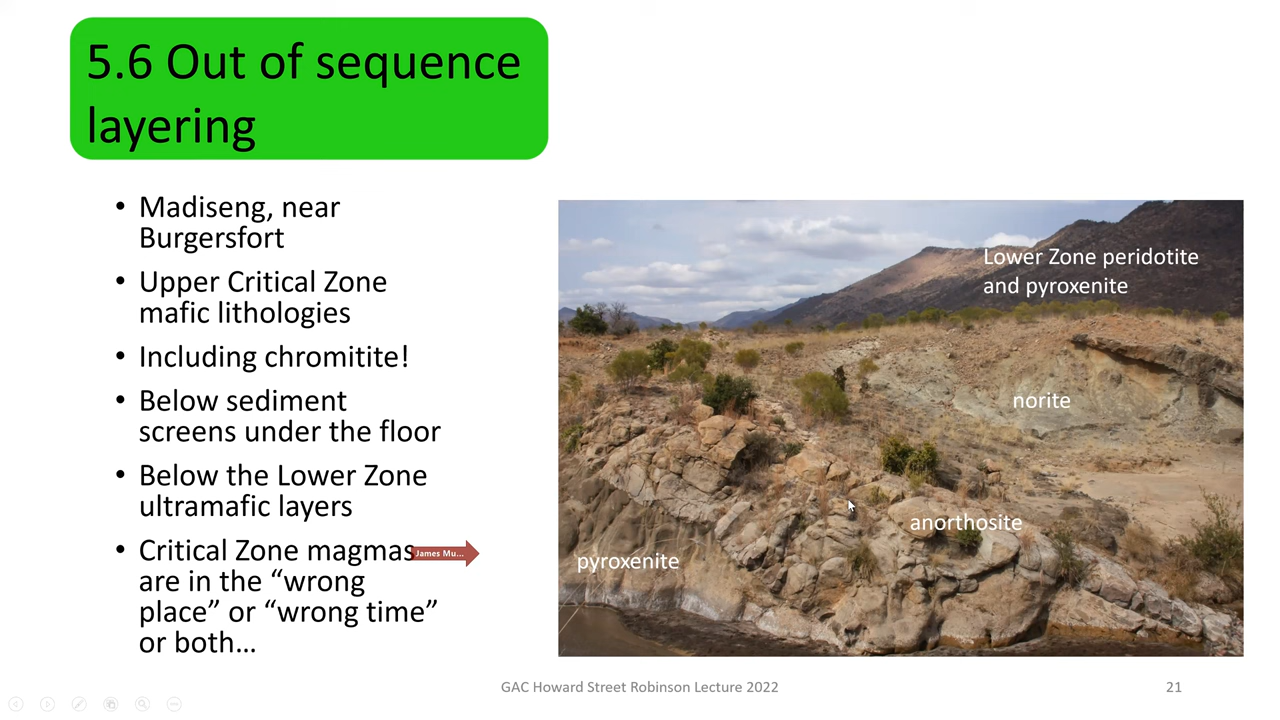 5.6 Out of sequence
layering
• Madiseng, near
Burgersfort
• Upper Critical Zone
mafic lithologies
• Including chromitite!
• Below sediment
screens under the floor
• Below the Lower Zone
ultramafic layers
• Critical Zone magmas
James Mu...
are in the “wrong
place” or “wrong time”
or both…
Lower Zone peridotite
and pyroxenite
norite
anorthosite
pyroxenite
GAC Howard Street Robinson Lecture 2022
21